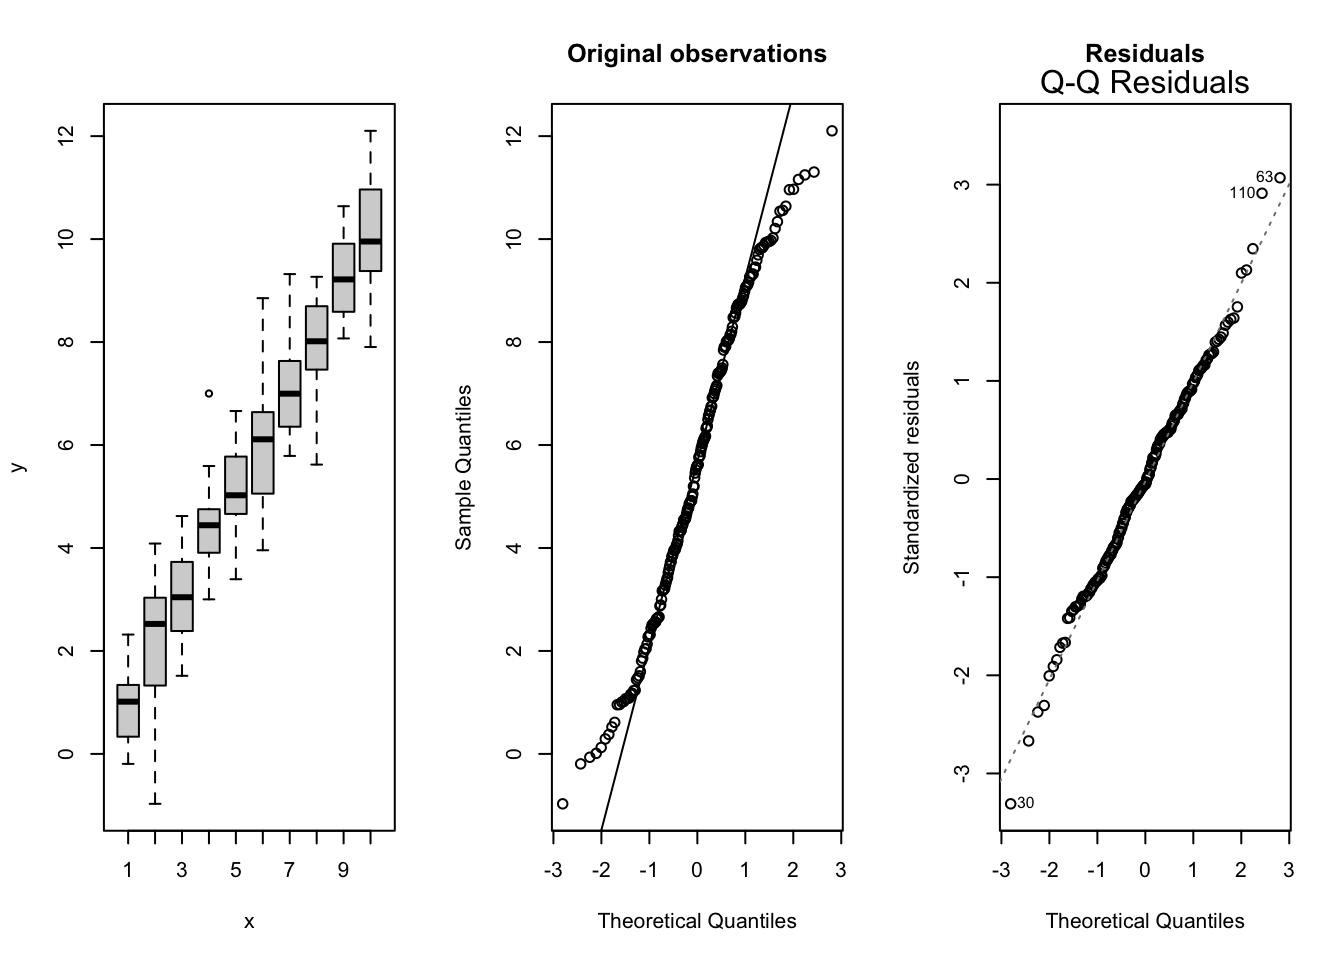 y
12
10
8
6
4
2
0
1 3 5 7 9
x
Original observations
Sample Quantiles
12
10
8
6
4
2
0
-3 -2 -1 0 1 2 3
Theoretical Quantiles
Residuals
Q-Q Residuals
Standardized residuals
3
2
1
0
-1
-2
-3
63
110
30
-3 -2 -1 0 1 2 3
Theoretical Quantiles